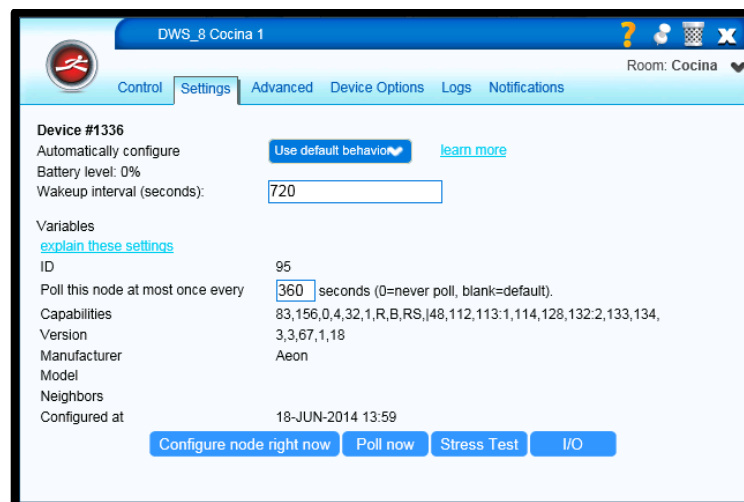 DWS_8 Cocina 1
Room: Cocina
Control Settings Advanced Device Options Logs Notifications
Device #1336
Automatically configure Use default behavior learn more
Battery level: 0%
Wakeup interval (seconds): 720
Variables
explain these settings
ID 95
Poll this node at most once every 360 seconds (0=never poll, blank=default).
Capabilities 83,156,0,4,32,1,R,B,RS,|48,112,113:1,114,128,132:2,133,134,
Version 3,3,67,1,18
Manufacturer Aeon
Model
Neighbors
Configured at 18-JUN-2014 13:59
Configure node right now Poll now Stress Test I/O